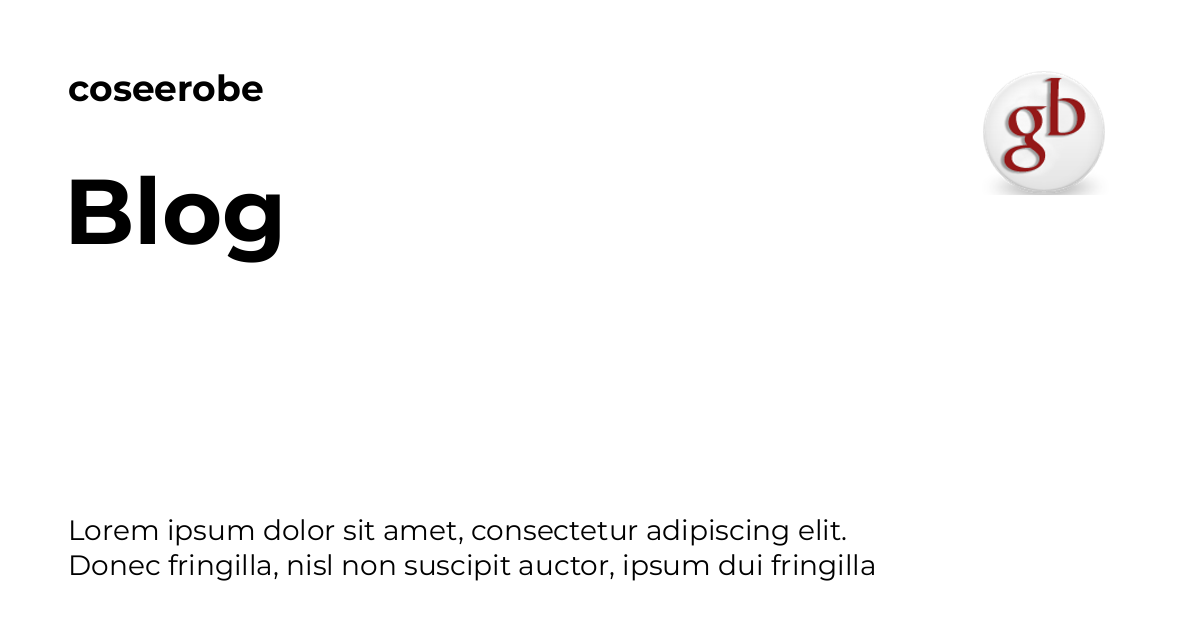 coseerobe
gb
Blog
Lorem ipsum dolor sit amet, consectetur adipiscing elit.
Donec fringilla, nisl non suscipit auctor, ipsum dui fringilla